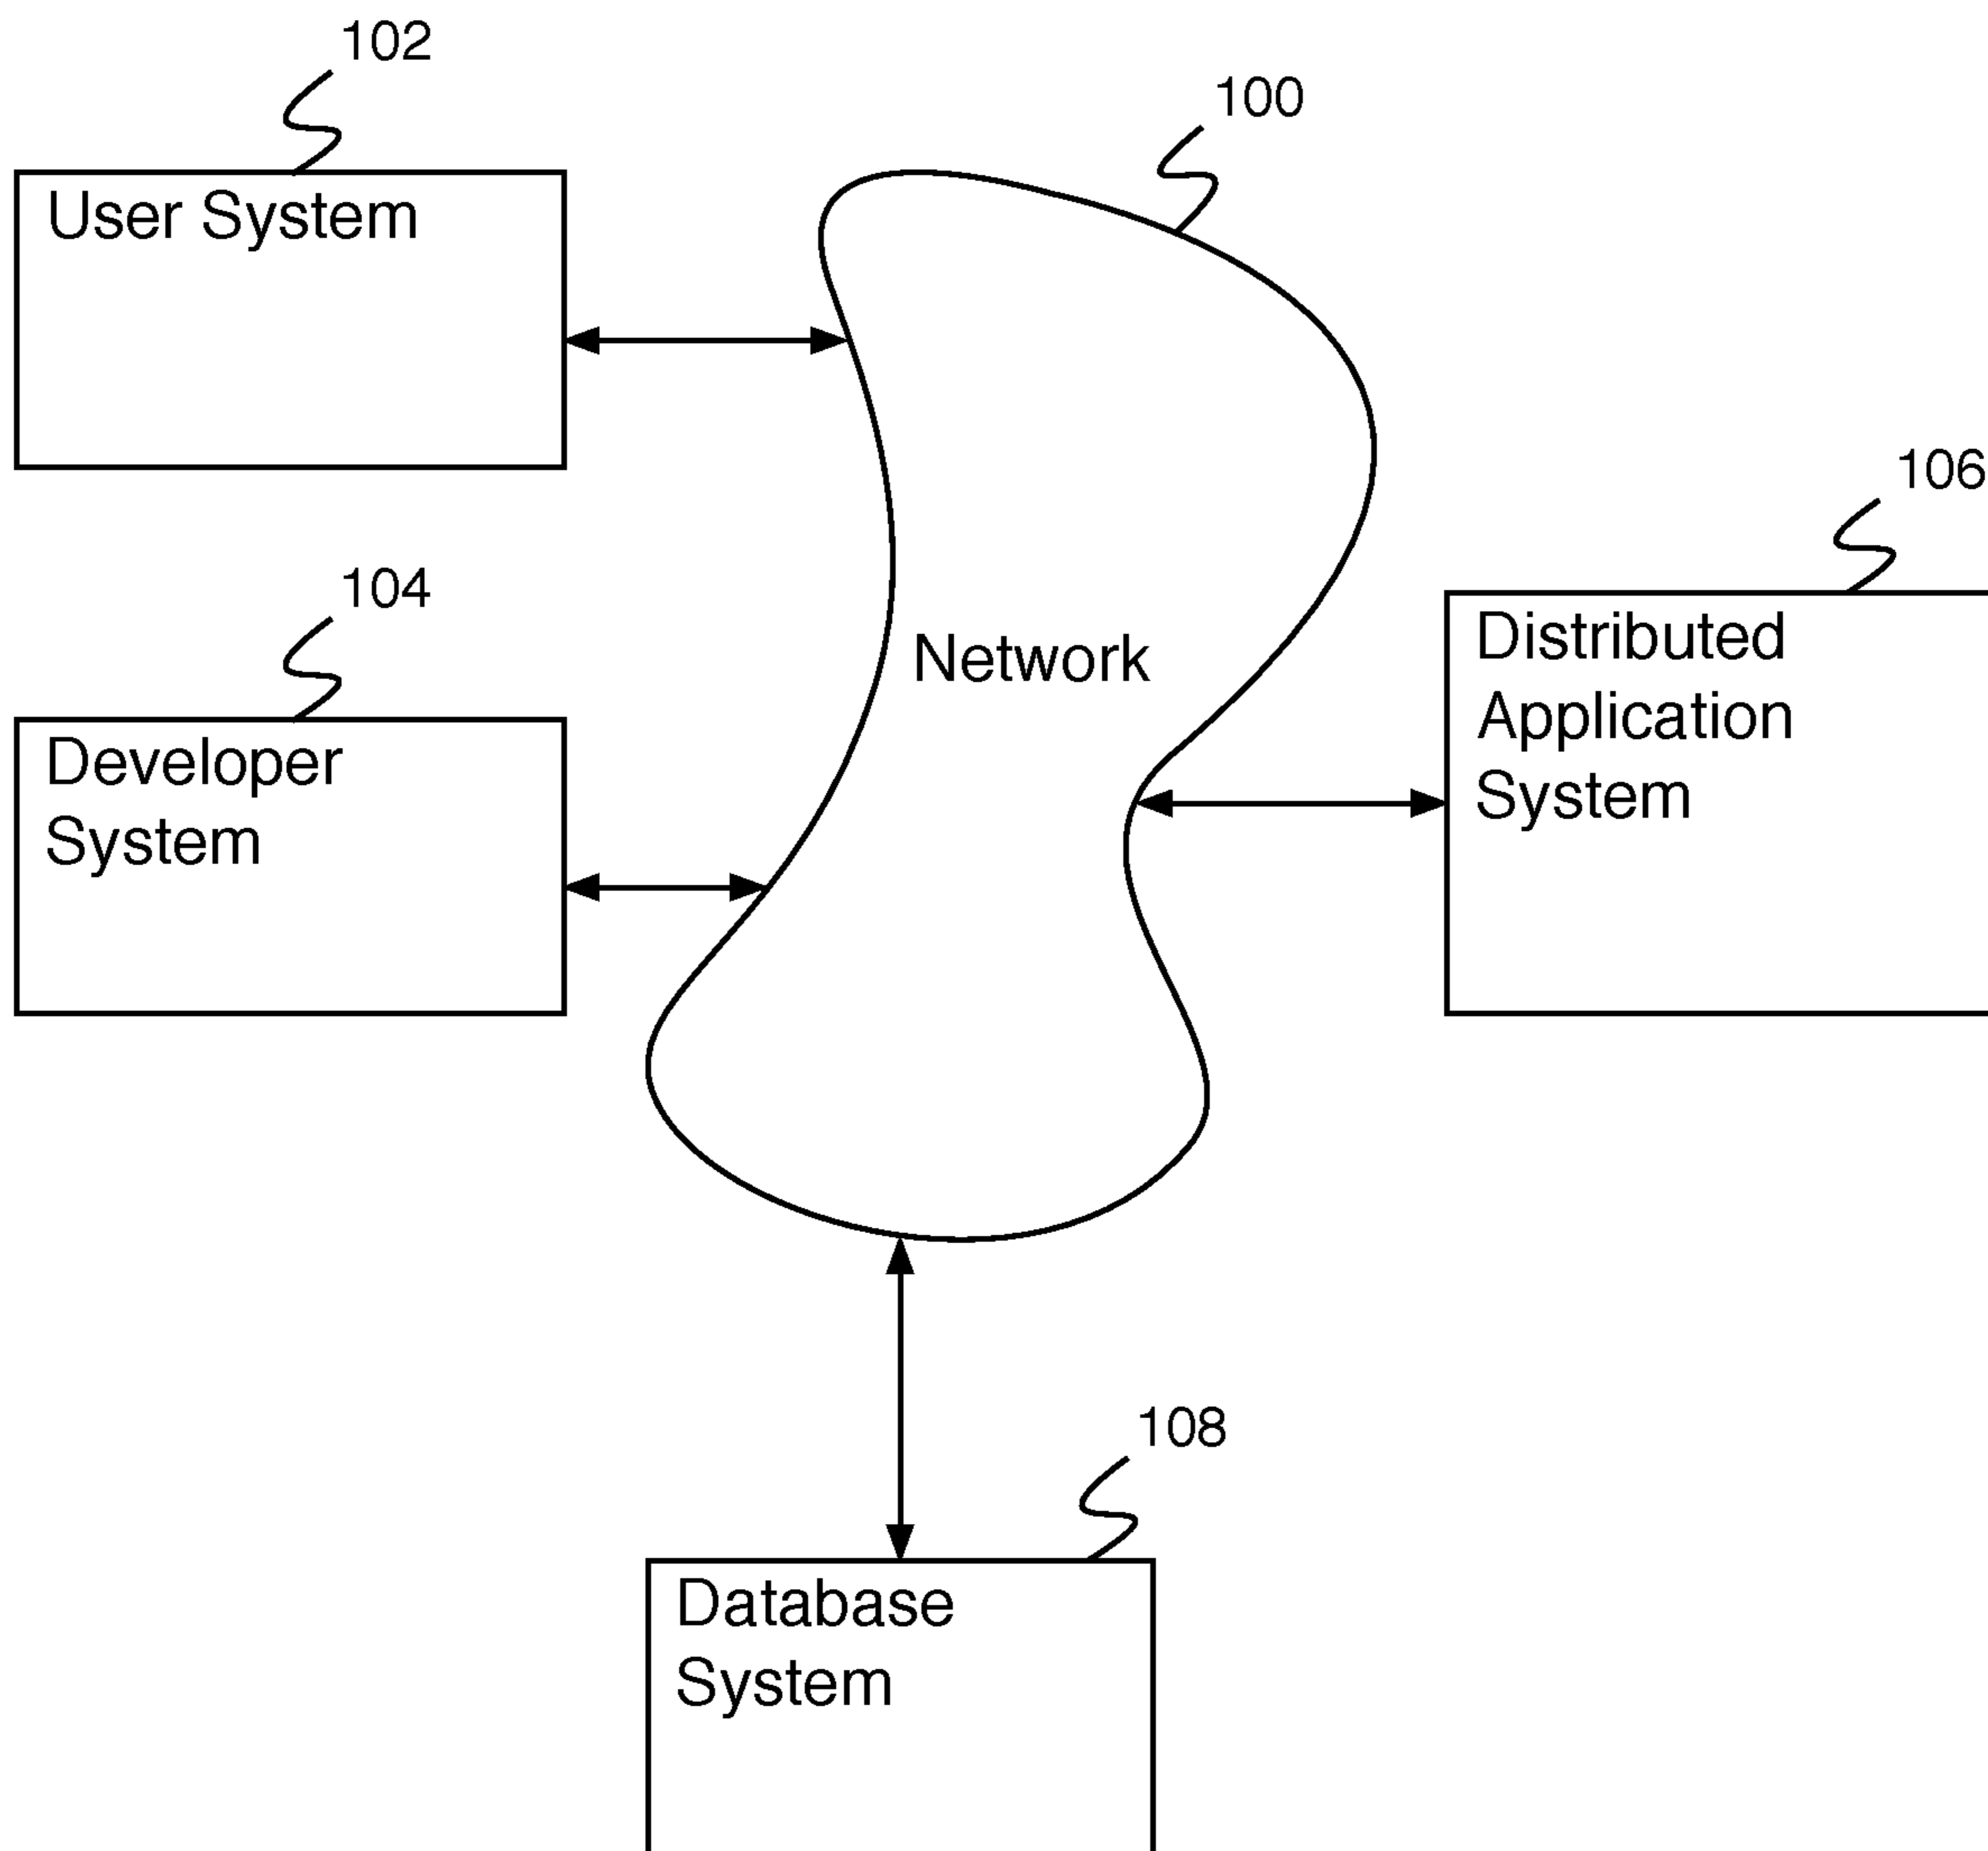 102
100
User System
106
104
Network
Distributed
Application
System
Developer
System
108
Database
System